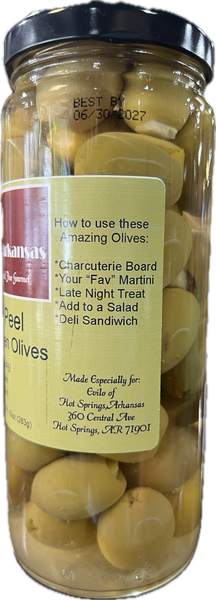 BEST BY
06/30/2027
Arkansas
Peel
Olives
How to use these
Amazing Olives:
*Charcuterie Board
*Your "Fav" Martini
*Late Night Treat
*Add to a Salad
*Deli Sandiwich
Made Especially for:
Evilo of
Hot Springs,Arkansas
360 Central Ave
Hot Springs, AR 71901